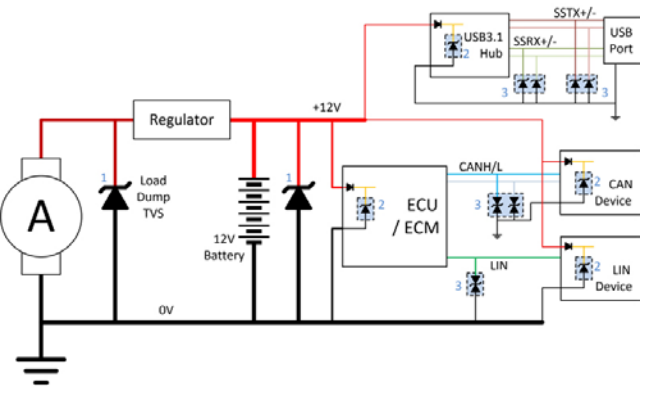 SSTX+/-
USB3.1
Hub
2
SSRX+/-
USB
Port
3
3
+12V
Regulator
1
Load
Dump
TVS
1
A
12V
Battery
CANH/L
ECU
/ ECM
2
3
2
CAN
Device
LIN
3
2
LIN
Device
0V